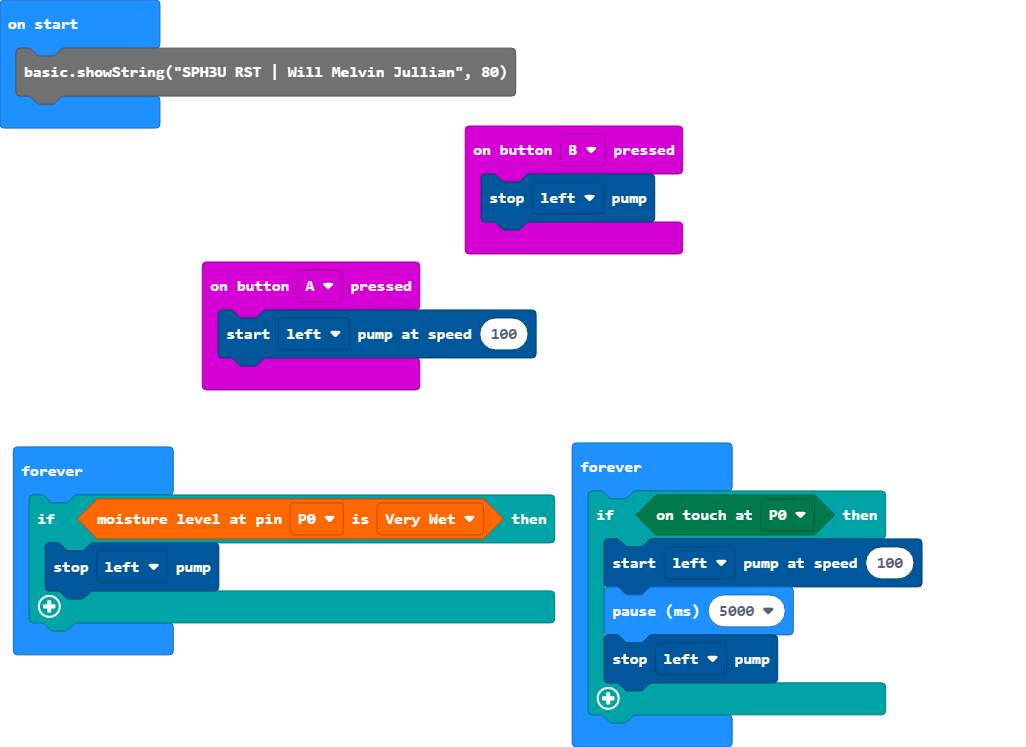 on start
basic.showString("SPH3U RST | Will Melvin Jullian", 80)
on button B pressed
stop left pump
on button A pressed
start left pump at speed 100
forever
if moisture level at pin P0 is Very Wet then
stop left pump
forever
if on touch at P0 then
start left pump at speed 100
pause (ms) 5000
stop left pump